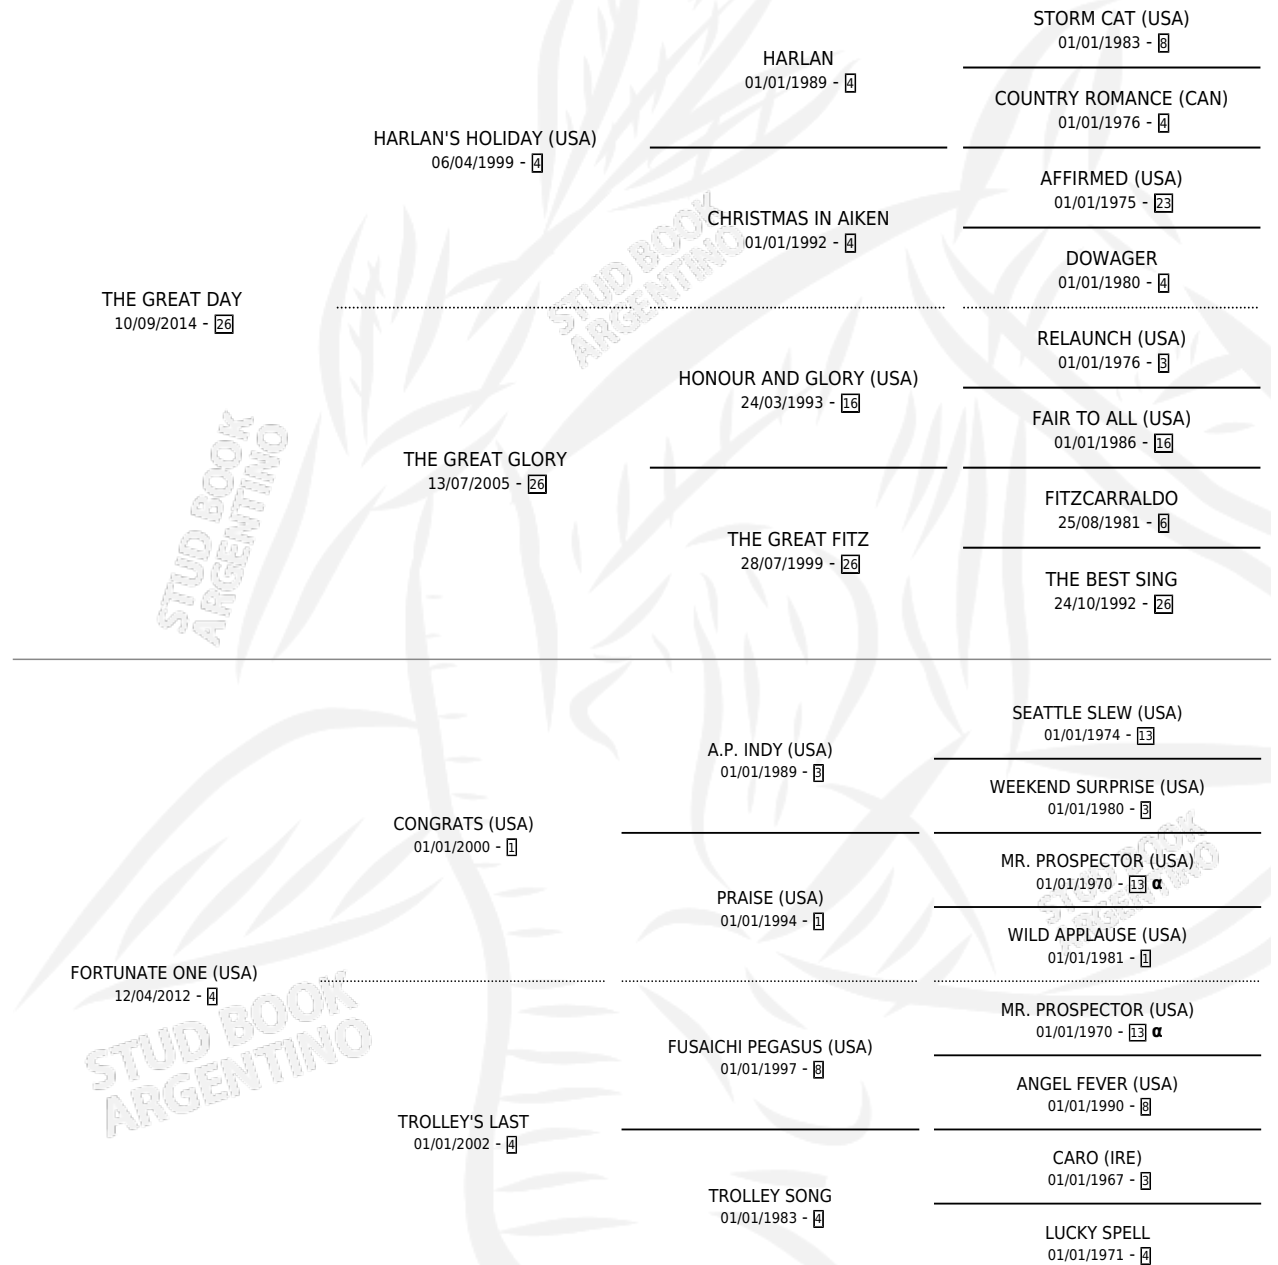 STORM CAT (USA)
01/01/1983 - 8
HARLAN
01/01/1989 - 4
COUNTRY ROMANCE (CAN)
01/01/1976 - 4
HARLAN'S HOLIDAY (USA)
06/04/1999 - 4
AFFIRMED (USA)
01/01/1975 - 23
CHRISTMAS IN AIKEN
01/01/1992 - 4
DOWAGER
01/01/1980 - 4
THE GREAT DAY
10/09/2014 - 26
RELAUNCH (USA)
01/01/1976 - 3
HONOUR AND GLORY (USA)
24/03/1993 - 16
FAIR TO ALL (USA)
01/01/1986 - 16
THE GREAT GLORY
13/07/2005 - 26
FITZCARRALDO
25/08/1981 - 6
THE GREAT FITZ
28/07/1999 - 26
THE BEST SING
24/10/1992 - 26
STUD BOOK
ARGENTINO
STUD BOOK
ARGENTINO
SEATTLE SLEW (USA)
01/01/1974 - 13
A.P. INDY (USA)
01/01/1989 - 3
WEEKEND SURPRISE (USA)
01/01/1980 - 3
CONGRATS (USA)
01/01/2000 - 1
MR. PROSPECTOR (USA)
01/01/1970 - 13 α
PRAISE (USA)
01/01/1994 - 1
WILD APPLAUSE (USA)
01/01/1981 - 1
FORTUNATE ONE (USA)
12/04/2012 - 4
MR. PROSPECTOR (USA)
01/01/1970 - 13 α
FUSAICHI PEGASUS (USA)
01/01/1997 - 8
ANGEL FEVER (USA)
01/01/1990 - 8
TROLLEY'S LAST
01/01/2002 - 4
CARO (IRE)
01/01/1967 - 3
TROLLEY SONG
01/01/1983 - 4
LUCKY SPELL
01/01/1971 - 4
STUD BOOK
ARGENTINO
STUD BOOK
ARGENTINO